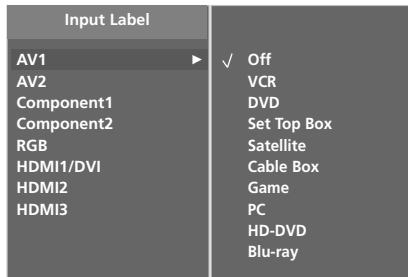 Input Label
AV1 ►
AV2
Component1
Component2
RGB
HDMI1/DVI
HDMI2
HDMI3
√ Off
VCR
DVD
Set Top Box
Satellite
Cable Box
Game
PC
HD-DVD
Blu-ray